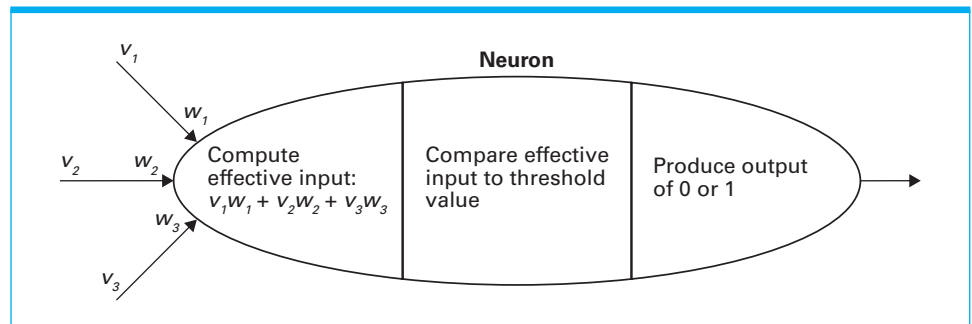 Neuron
v₁
w₁
v₂
w₂
w₃
v₃
Compute
effective input:
v₁w₁ + v₂w₂ + v₃w₃
Compare effective
input to threshold
value
Produce output
of 0 or 1